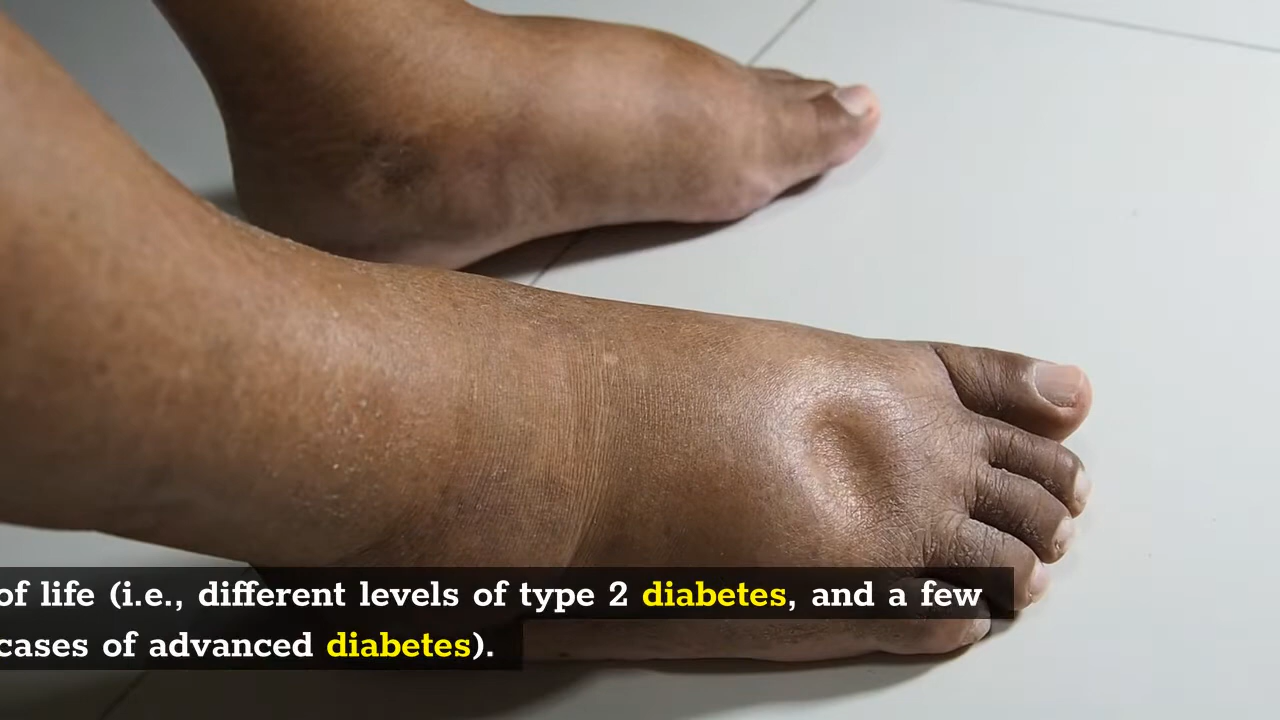 of life (i.e., different levels of type 2 diabetes, and a few
cases of advanced diabetes).